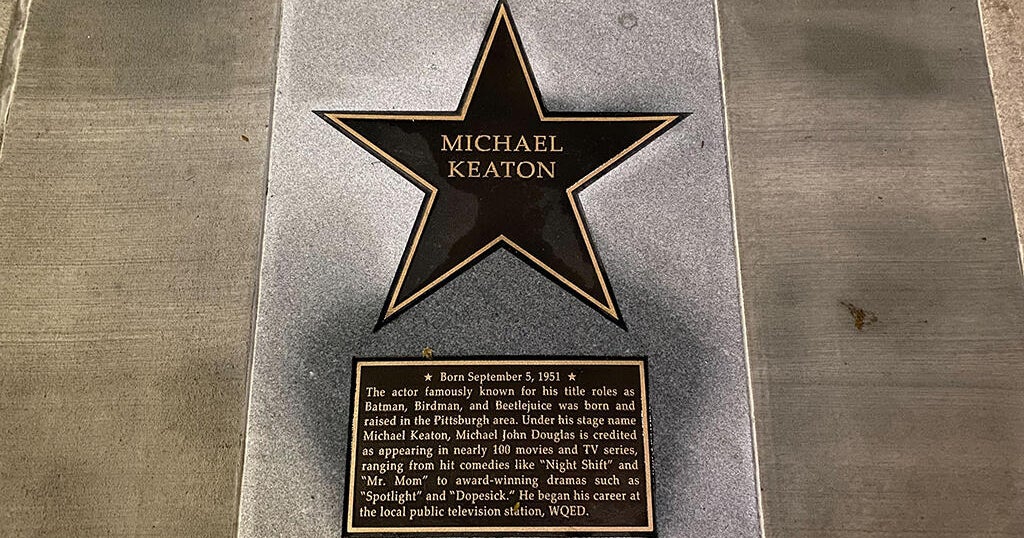 MICHAEL
KEATON
★ Born September 5, 1951 ★
The actor famously known for his title roles as
Batman, Birdman, and Beetlejuice was born and
raised in the Pittsburgh area. Under his stage name
Michael Keaton, Michael John Douglas is credited
as appearing in nearly 100 movies and TV series,
ranging from hit comedies like “Night Shift” and
“Mr. Mom” to award-winning dramas such as
“Spotlight” and “Dopesick.” He began his career at
the local public television station, WQED.